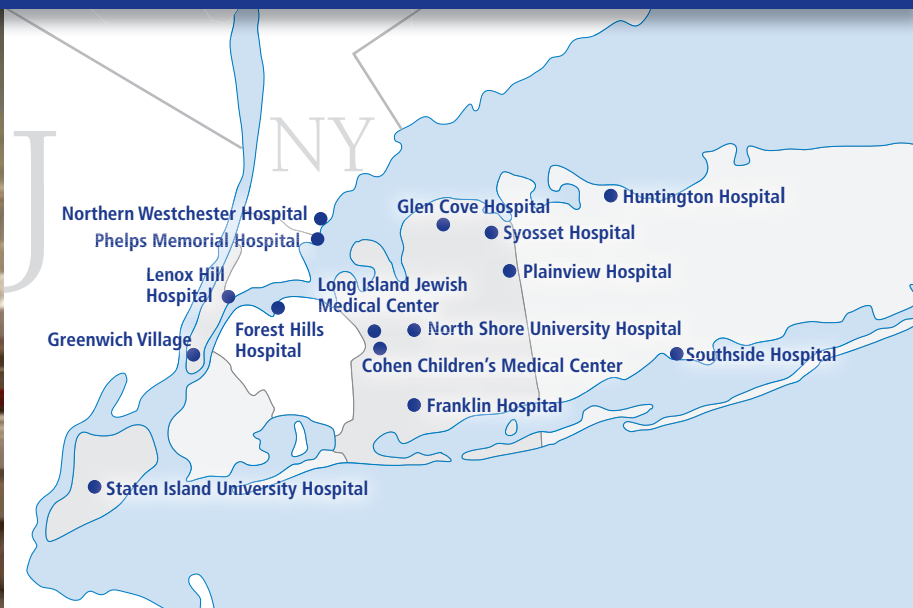 J
NY
Northern Westchester Hospital
Phelps Memorial Hospital
Lenox Hill
Hospital
Greenwich Village
Forest Hills
Hospital
Long Island Jewish
Medical Center
Glen Cove Hospital
Syosset Hospital
Huntington Hospital
Plainview Hospital
North Shore University Hospital
Cohen Children's Medical Center
Southside Hospital
Franklin Hospital
Staten Island University Hospital